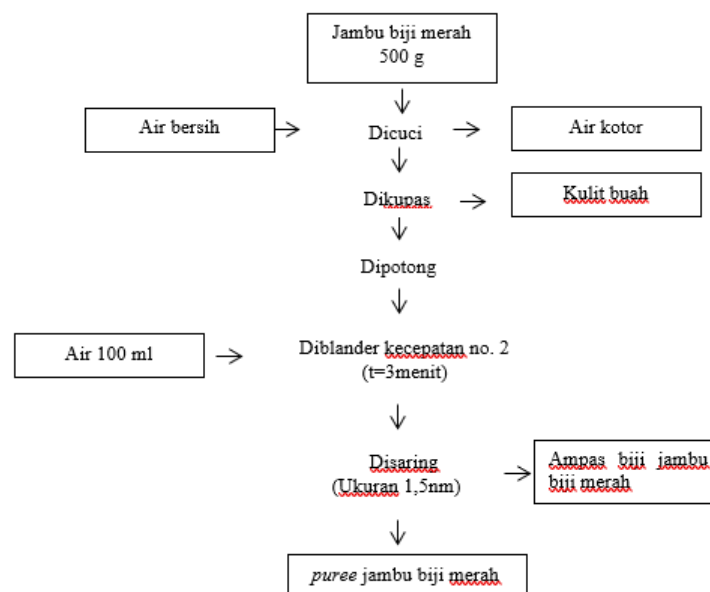 Jambu biji merah
500 g
Air bersih
Dicuci
Air kotor
Dikupas
Kulit buah
Dipotong
Air 100 ml
Diblander kecepatan no. 2
(t=3menit)
Disaring
(Ukuran 1,5nm)
Ampas biji jambu
biji merah
puree jambu biji merah